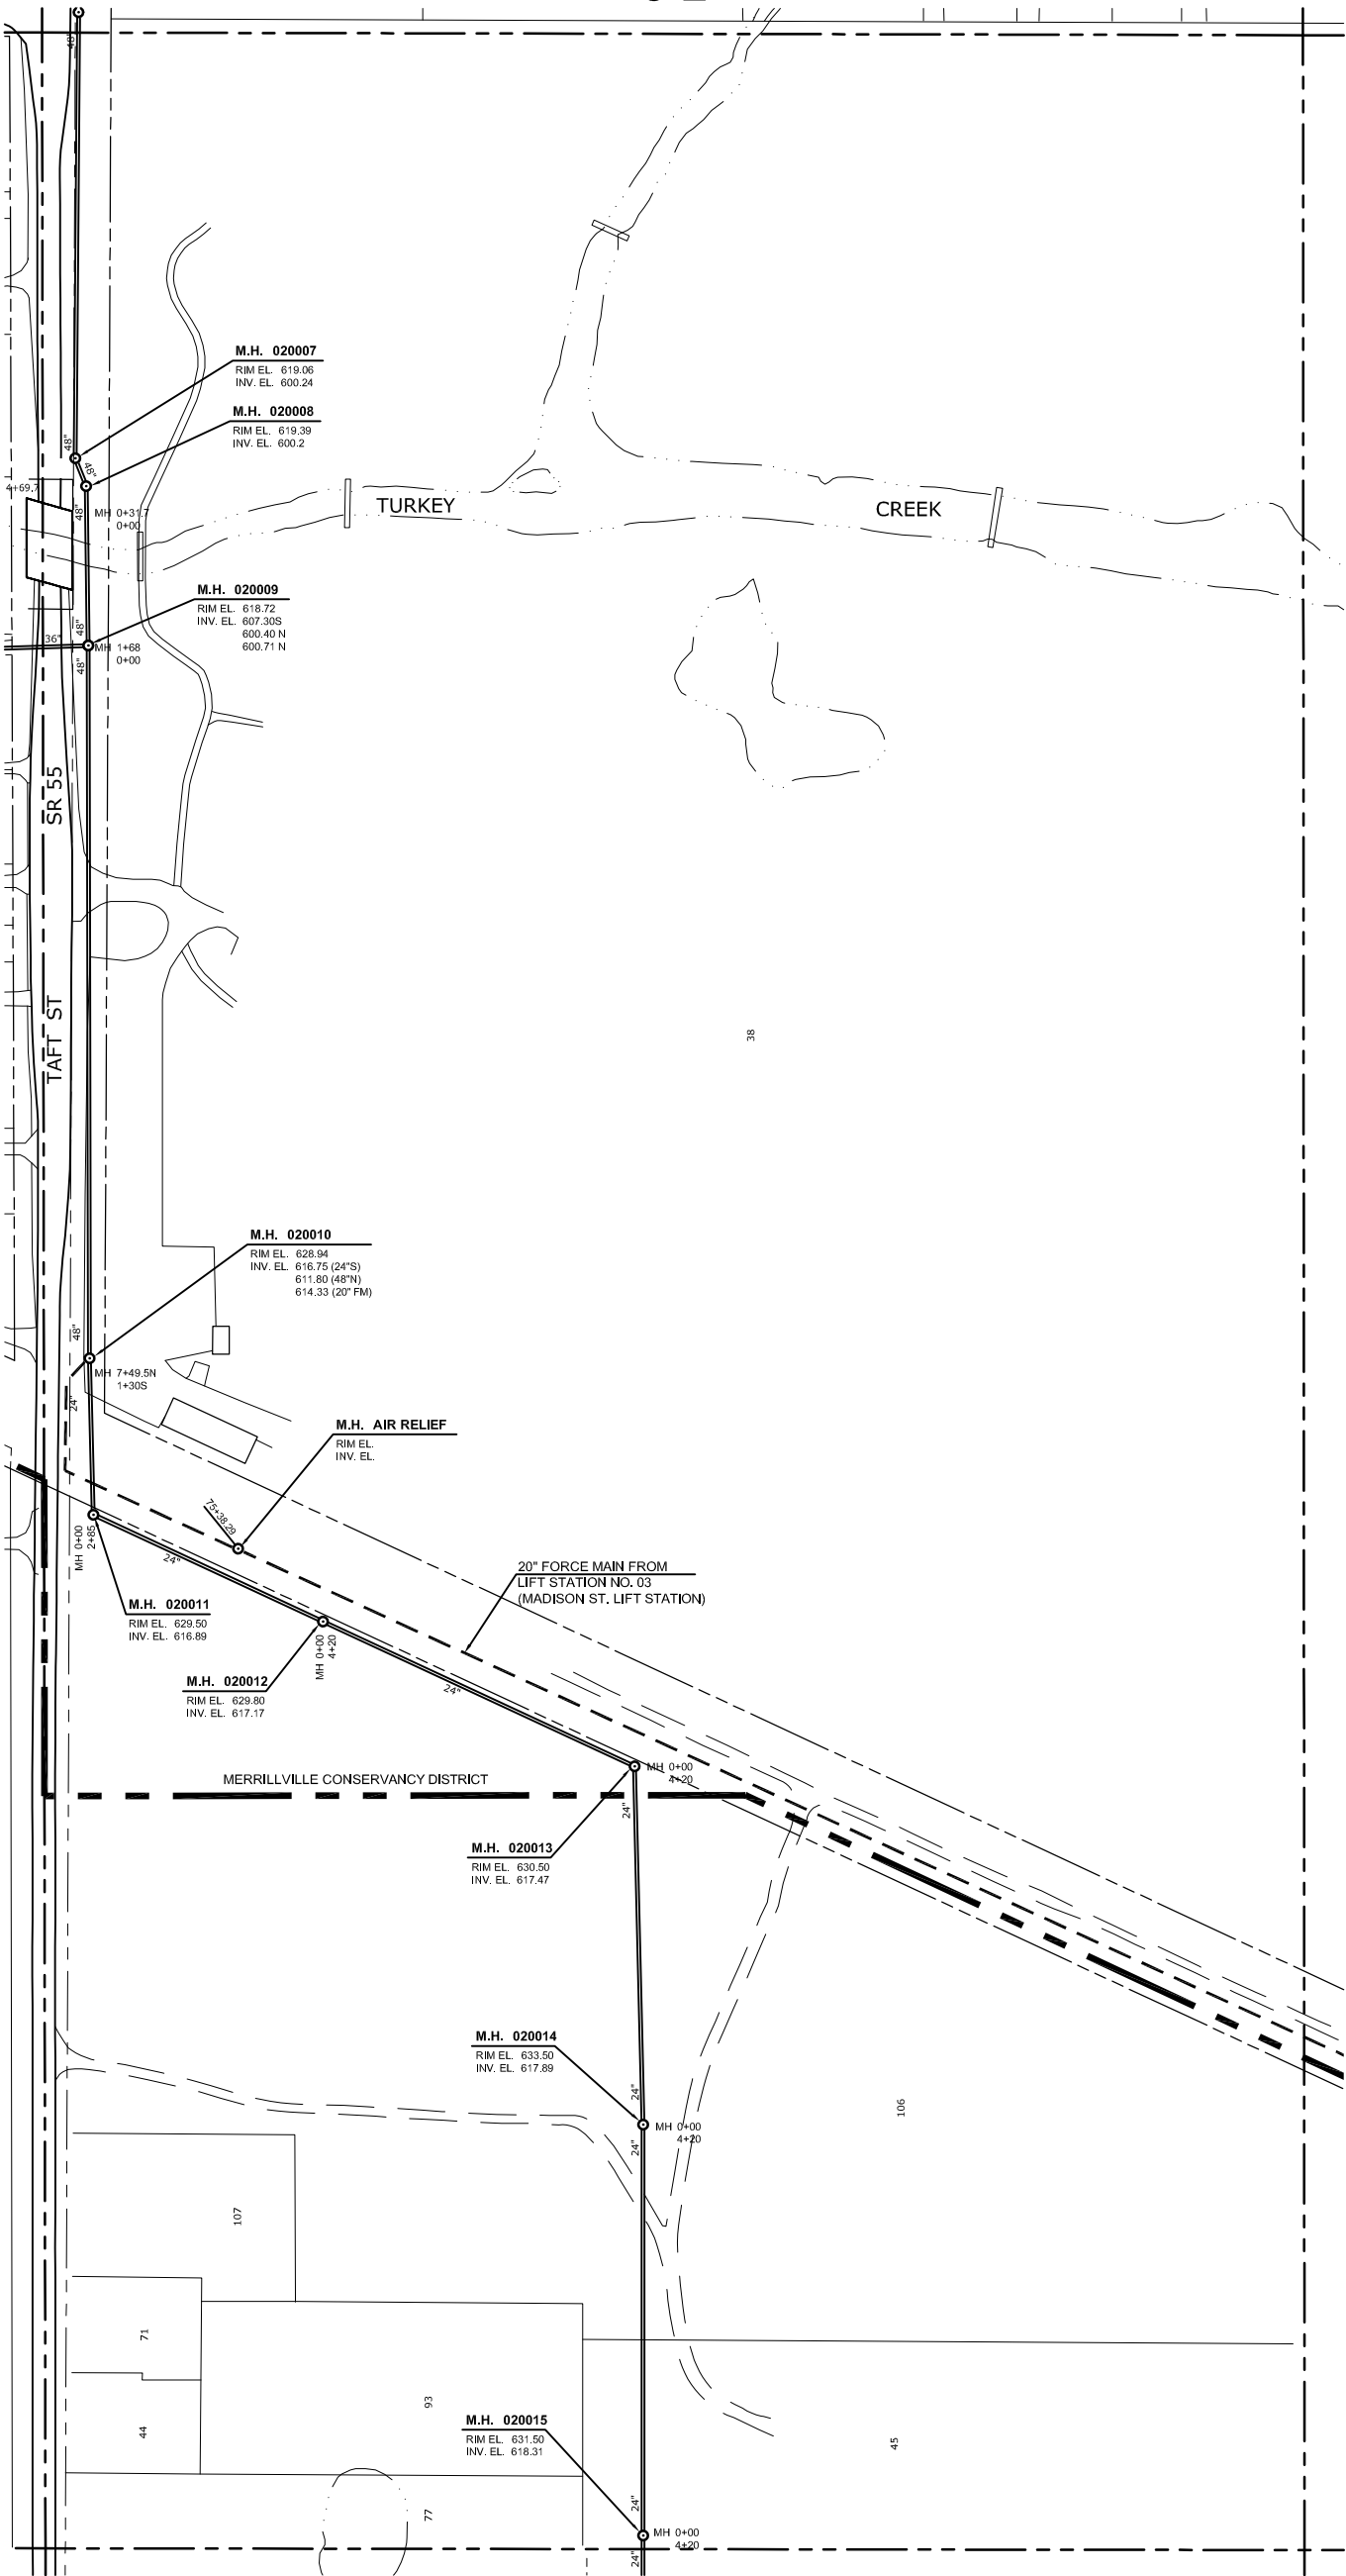 48"
M.H. 020007
RIM EL. 619.06
INV. EL. 600.24
M.H. 020008
RIM EL. 619.39
INV. EL. 600.2
48"
48"
4+69.7
48"
MH 0+31.7
0+00
TURKEY
CREEK
M.H. 020009
RIM EL. 618.72
INV. EL. 607.30S
600.40 N
600.71 N
48"
36"
MH 1+68
0+00
48"
SR 55
TAFT ST
38
M.H. 020010
RIM EL. 628.94
INV. EL. 616.75 (24"S)
611.80 (48"N)
614.33 (20" FM)
48"
MH 7+49.5N
1+30S
24"
M.H. AIR RELIEF
RIM EL.
INV. EL.
75+38.29
MH 0+00
2+85
24"
20" FORCE MAIN FROM
LIFT STATION NO. 03
(MADISON ST. LIFT STATION)
M.H. 020011
RIM EL. 629.50
INV. EL. 616.89
MH 0+00
4+20
M.H. 020012
RIM EL. 629.80
INV. EL. 617.17
24"
MH 0+00
4+20
MERRILLVILLE CONSERVANCY DISTRICT
24"
M.H. 020013
RIM EL. 630.50
INV. EL. 617.47
M.H. 020014
RIM EL. 633.50
INV. EL. 617.89
24"
MH 0+00
4+20
24"
106
107
71
93
44
45
M.H. 020015
RIM EL. 631.50
INV. EL. 618.31
77
24"
MH 0+00
4+20
24"